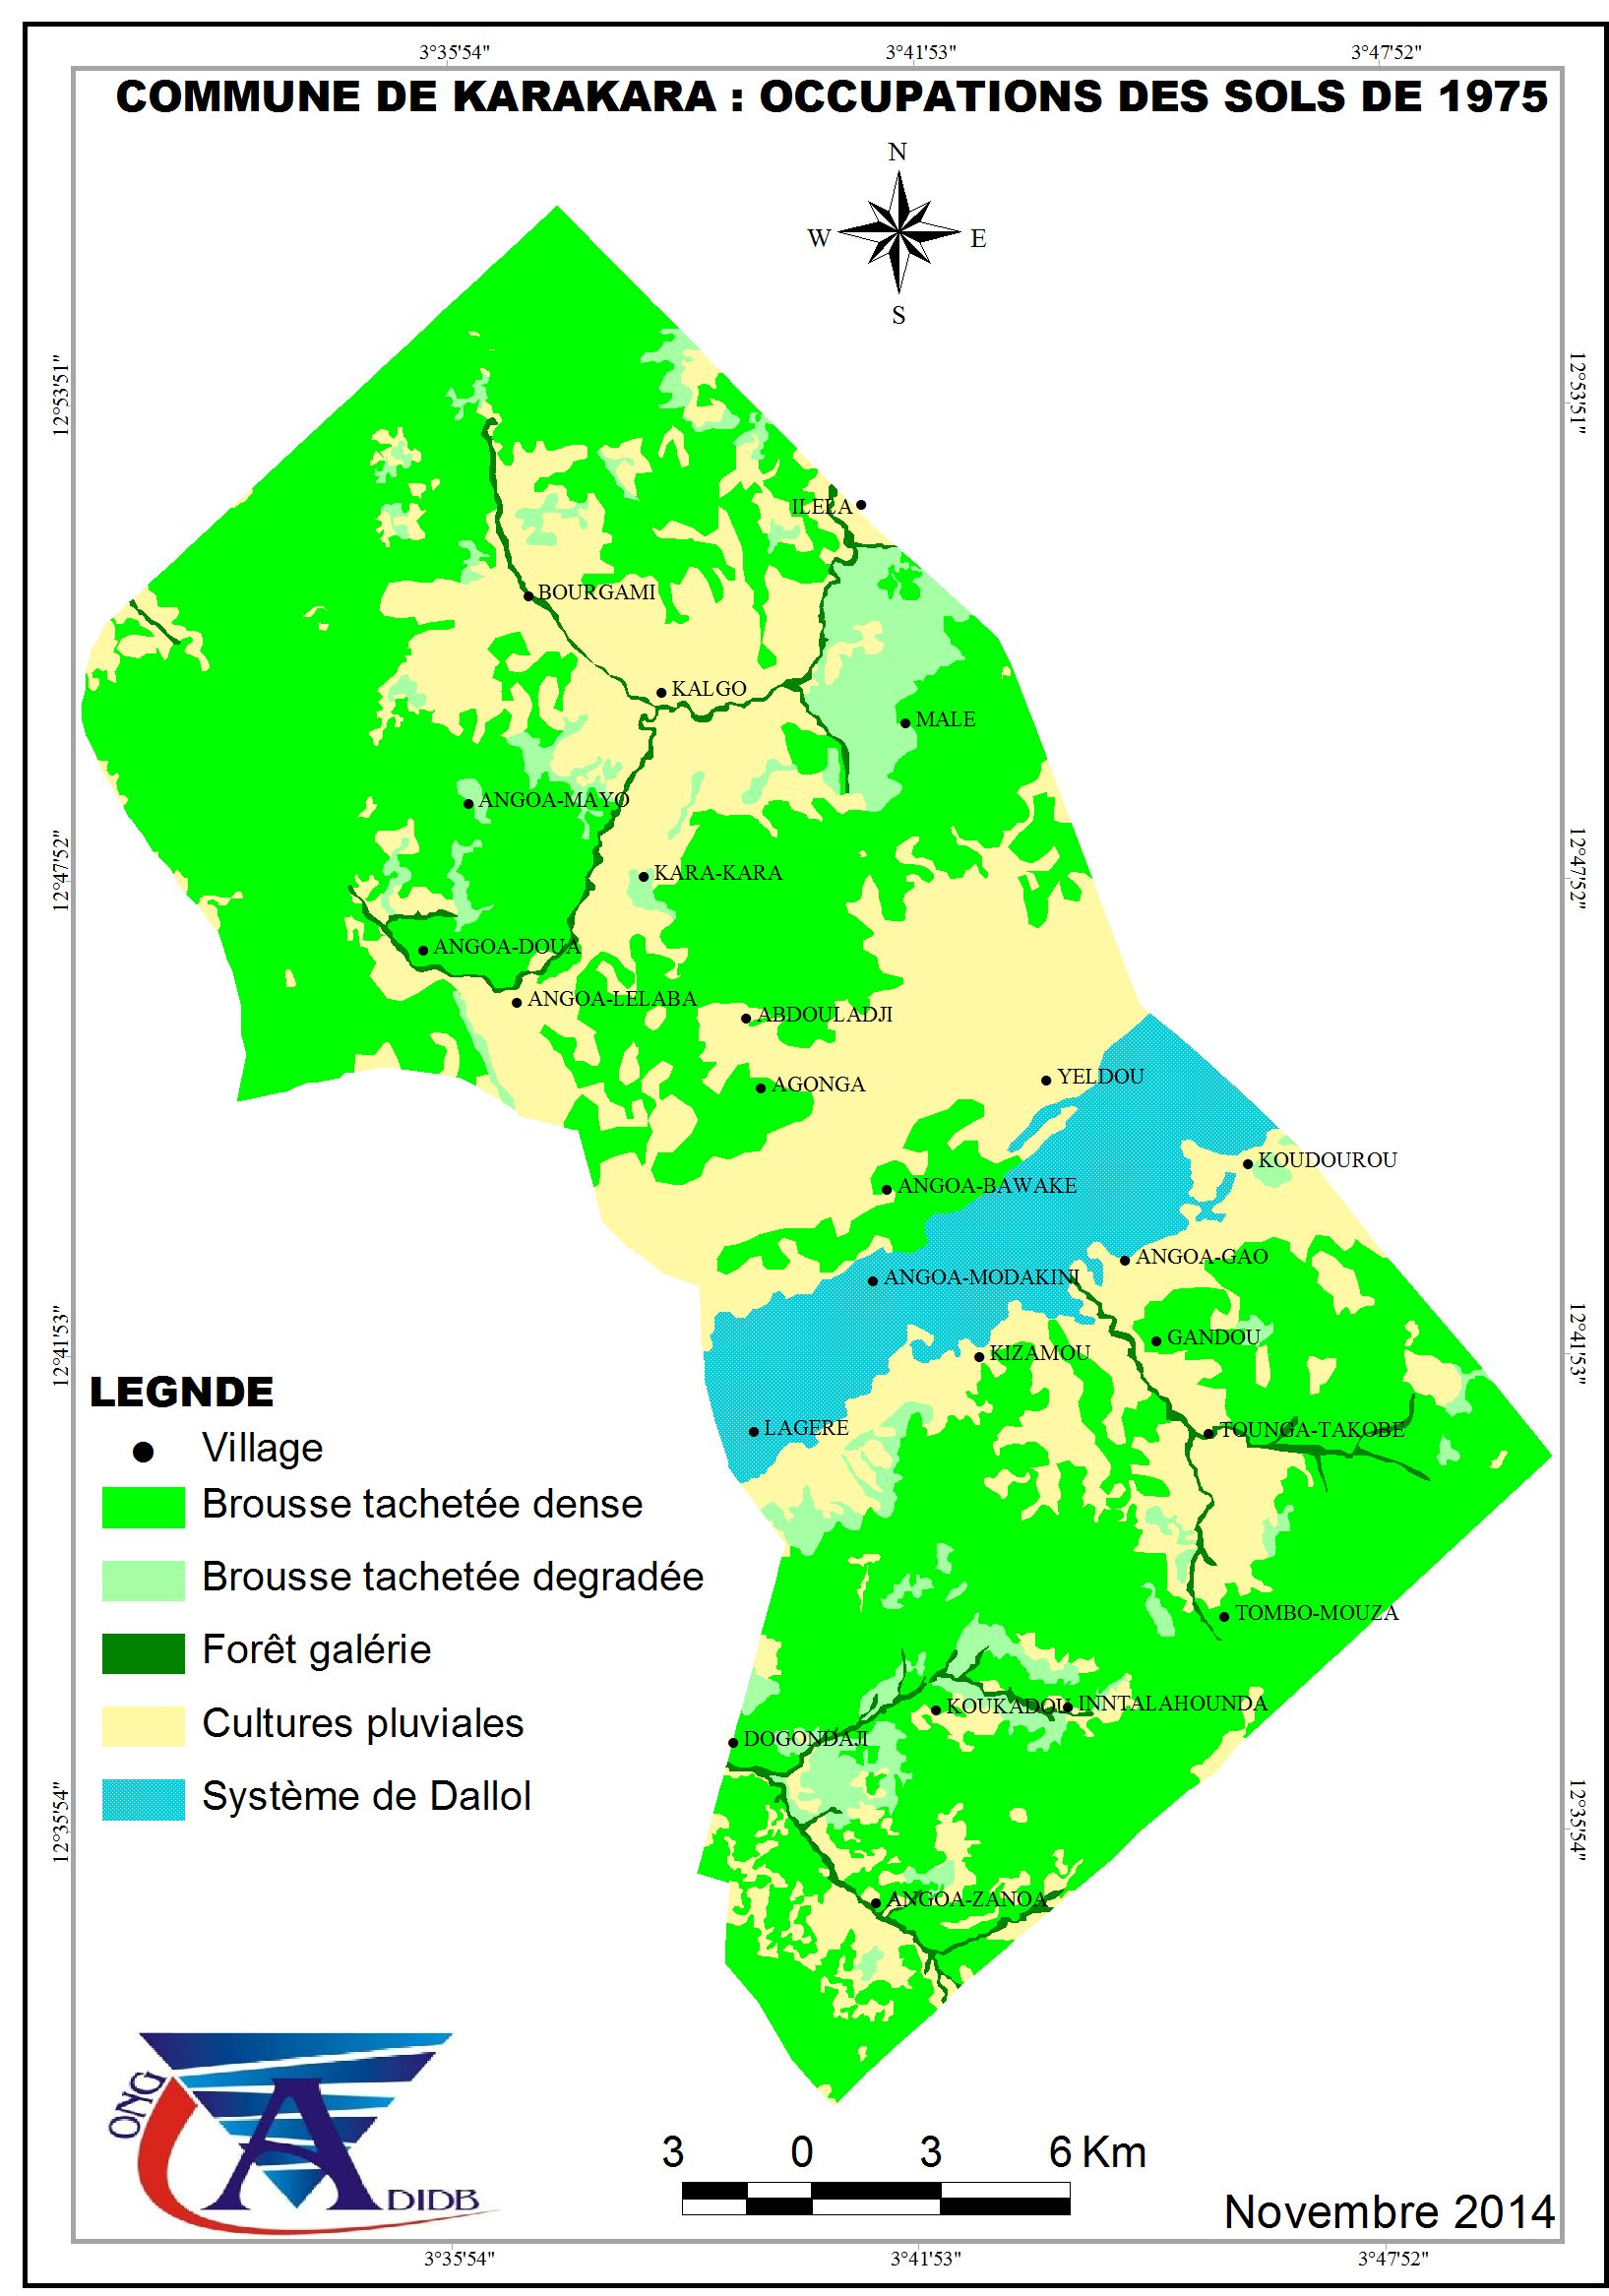 3°35'54" 3°41'53" 3°47'52"
COMMUNE DE KARAKARA : OCCUPATIONS DES SOLS DE 1975
N
W E
S
12°53'51" 12°53'51"
ILELA
BOURGAMI
KALGO
MALE
ANGOA-MAYO
12°47'52" 12°47'52"
KARA-KARA
ANGOA-DOUA
ANGOA-LELABA
ABDOULADJI
YELDOU
AGONGA
KOUDOUROU
ANGOA-BAWAKE
ANGOA-GAO
ANGOA-MODAKINI
12°41'53" 12°41'53"
GANDOU
KIZAMOU
LAGERE
TOUNGA-TAKOBE
TOMBO-MOUZA
INNTALAHOUNDA
KOUKADOU
DOGONDAJI
12°35'54" 12°35'54"
ANGOA-ZANOA
LEGNDE
Village
Brousse tachetée dense
Brousse tachetée degradée
Forêt galérie
Cultures pluviales
Système de Dallol
ONG
A
DIDB
3 0 3 6 Km
Novembre 2014
3°35'54" 3°41'53" 3°47'52"